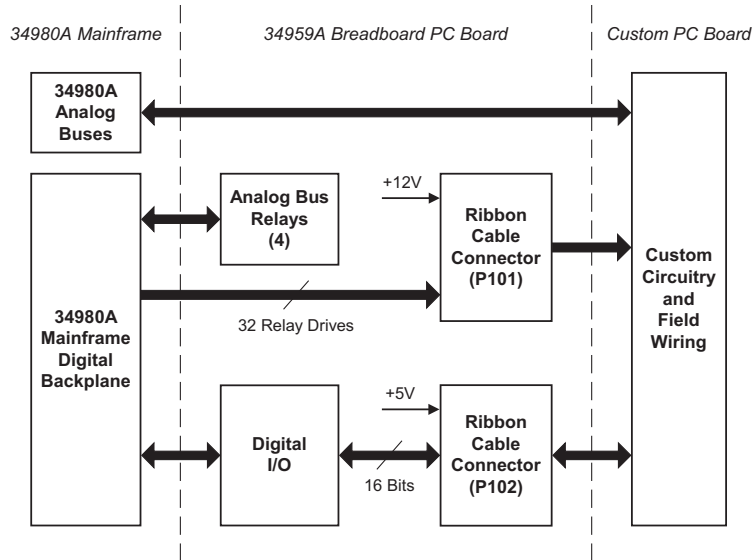 34980A Mainframe
34959A Breadboard PC Board
Custom PC Board
34980A
Analog
Buses
Analog Bus
Relays
(4)
+12V
Ribbon
Cable
Connector
(P101)
32 Relay Drives
34980A
Mainframe
Digital
Backplane
Custom
Circuitry
and
Field
Wiring
Digital
I/O
+5V
16 Bits
Ribbon
Cable
Connector
(P102)